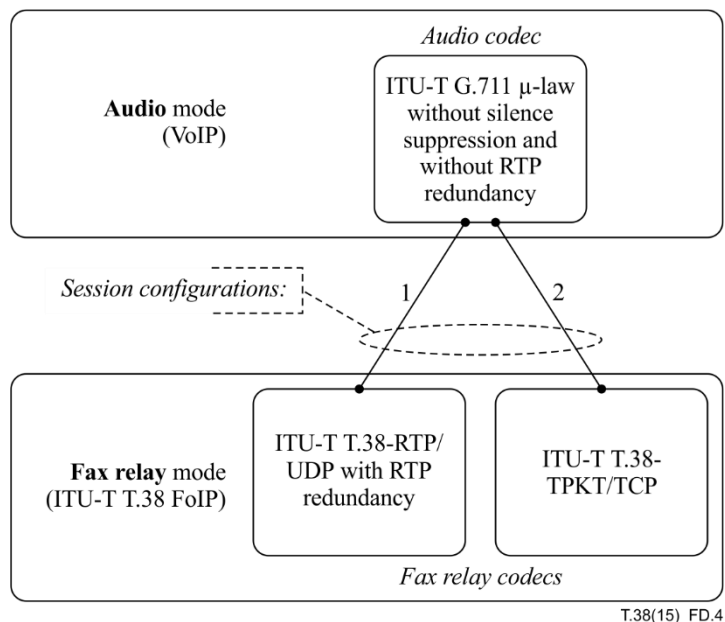 Audio codec
ITU-T G.711 µ-law
without silence
suppression and
without RTP
redundancy
Audio mode
(VoIP)
Session configurations:
1
2
ITU-T T.38-RTP/
UDP with RTP
redundancy
ITU-T T.38-
TPKT/TCP
Fax relay mode
(ITU-T T.38 FoIP)
Fax relay codecs
T.38(15)_FD.4